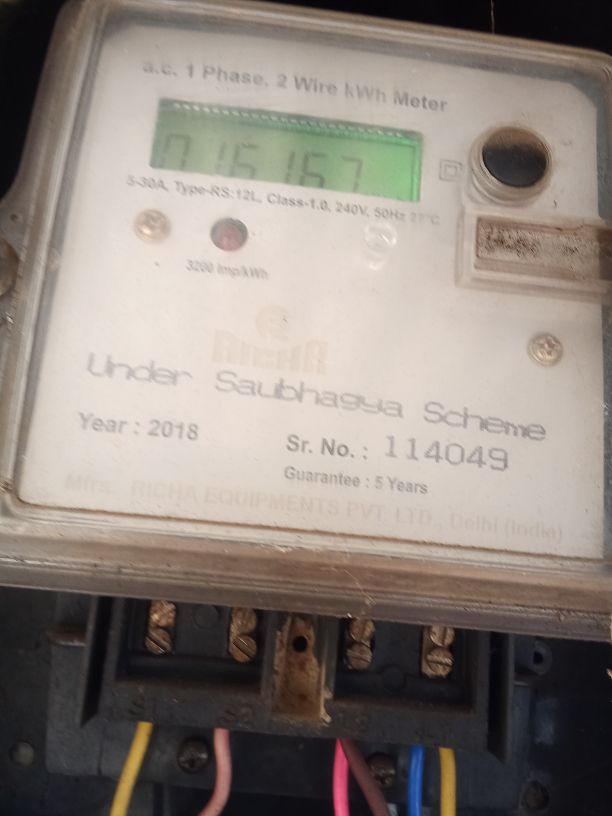 a.c. 1 Phase, 2 Wire kWh Meter
016167
5-30A, Type-RS:12L, Class-1.0, 240V, 50Hz 27°C
3200 Imp/kWh
RICHA
Under Saubhagya Scheme
Year : 2018
Sr. No. : 114049
Guarantee : 5 Years
Mfrs. RICHA EQUIPMENTS PVT. LTD., Delhi (India)
S1 S2